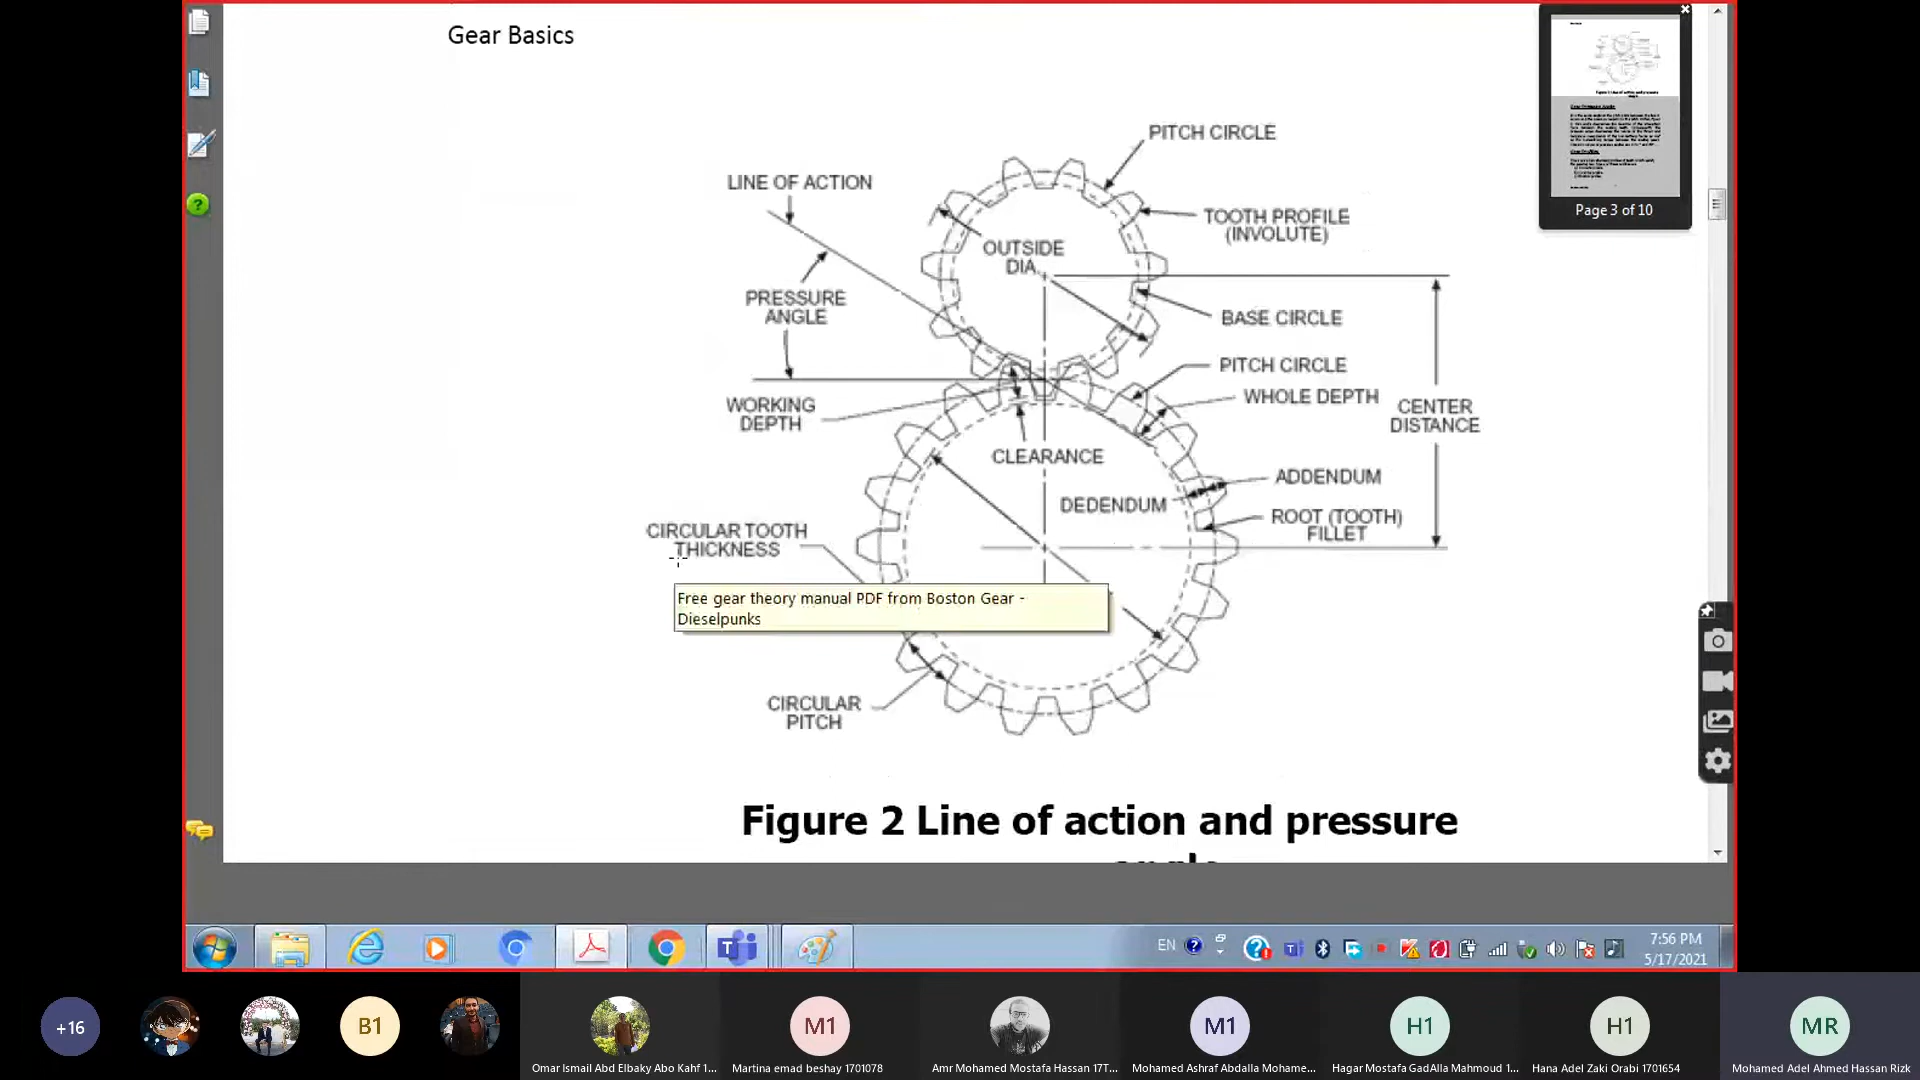 Gear Basics
PITCH CIRCLE
LINE OF ACTION
TOOTH PROFILE
(INVOLUTE)
OUTSIDE
DIA.
PRESSURE
ANGLE
BASE CIRCLE
PITCH CIRCLE
WHOLE DEPTH
WORKING
DEPTH
CENTER
DISTANCE
CLEARANCE
ADDENDUM
DEDENDUM
ROOT (TOOTH)
FILLET
CIRCULAR TOOTH
THICKNESS
Free gear theory manual PDF from Boston Gear -
Dieselpunks
CIRCULAR
PITCH
Figure 2 Line of action and pressure
Page 3 of 10
EN
7:56 PM
5/17/2021
+16
B1
M1
M1
H1
H1
MR
Omar Ismail Abd Elbaky Abo Kahf 1...
Martina emad beshay 1701078
Amr Mohamed Mostafa Hassan 17T...
Mohamed Ashraf Abdalla Mohame...
Hagar Mostafa GadAlla Mahmoud 1...
Hana Adel Zaki Orabi 1701654
Mohamed Adel Ahmed Hassan Rizk